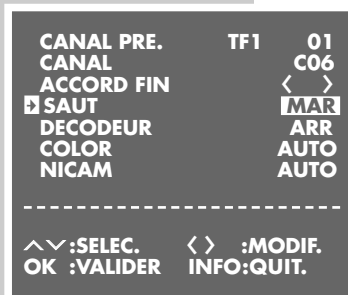 CANAL PRE. TF1 01
CANAL C06
ACCORD FIN < >
SAUT MAR
DECODEUR ARR
COLOR AUTO
NICAM AUTO
:SELEC. < > :MODIF.
OK :VALIDER INFO:QUIT.